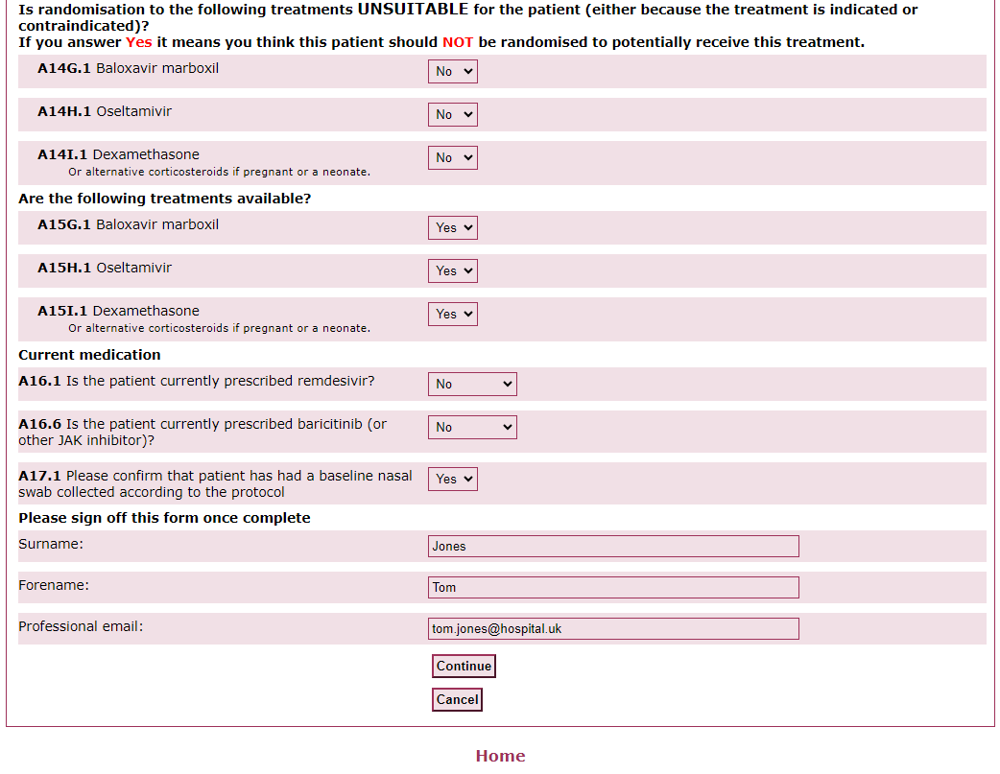 Is randomisation to the following treatments UNSUITABLE for the patient (either because the treatment is indicated or
contraindicated)?
If you answer Yes it means you think this patient should NOT be randomised to potentially receive this treatment.
A14G.1 Baloxavir marboxil No
A14H.1 Oseltamivir No
A14I.1 Dexamethasone No
Or alternative corticosteroids if pregnant or a neonate.
Are the following treatments available?
A15G.1 Baloxavir marboxil Yes
A15H.1 Oseltamivir Yes
A15I.1 Dexamethasone Yes
Or alternative corticosteroids if pregnant or a neonate.
Current medication
A16.1 Is the patient currently prescribed remdesivir? No
A16.6 Is the patient currently prescribed baricitinib (or No
other JAK inhibitor)?
A17.1 Please confirm that patient has had a baseline nasal Yes
swab collected according to the protocol
Please sign off this form once complete
Surname: Jones
Forename: Tom
Professional email: tom.jones@hospital.uk
Continue
Cancel
Home